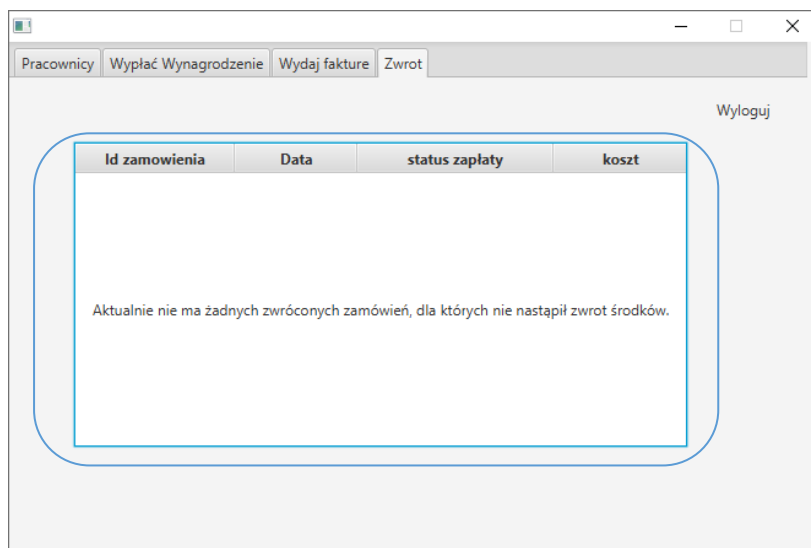 Pracownicy Wypłać Wynagrodzenie Wydaj fakture Zwrot
Wyloguj
Id zamowienia Data status zapłaty koszt
Aktualnie nie ma żadnych zwróconych zamówień, dla których nie nastąpił zwrot środków.